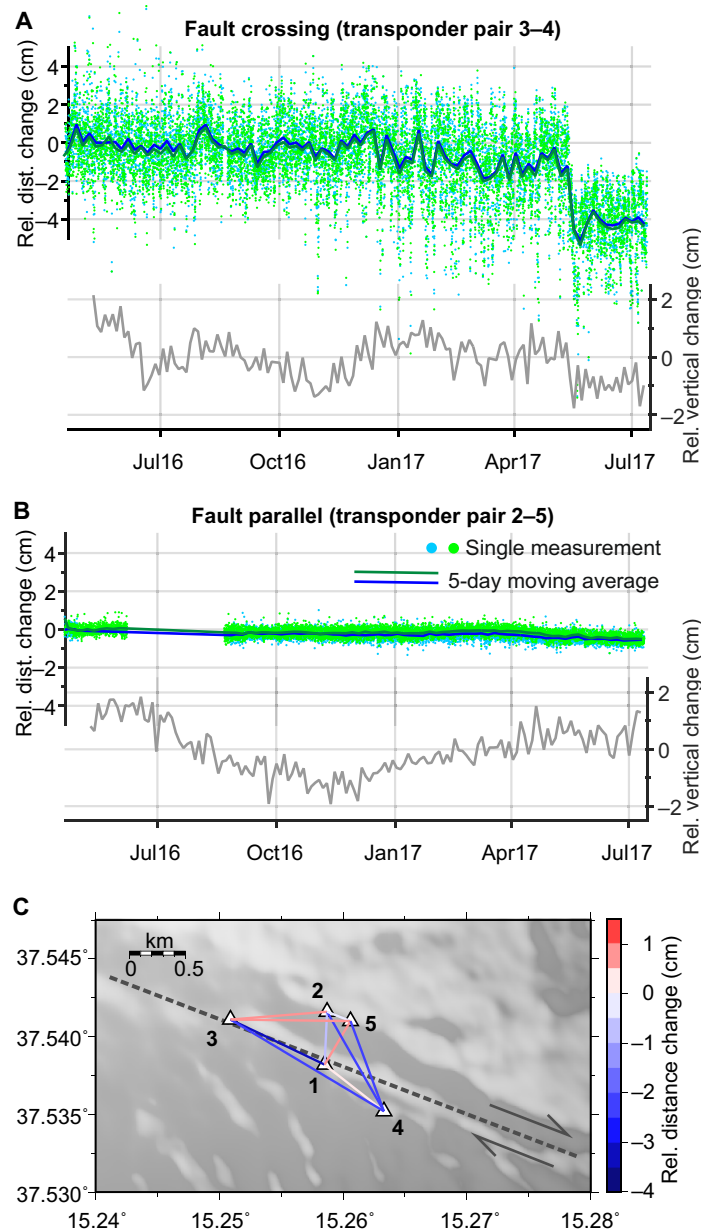 A
Fault crossing (transponder pair 3–4)
Rel. dist. change (cm)
4
2
0
−2
−4
Rel. vertical change (cm)
2
0
−2
Jul16 Oct16 Jan17 Apr17 Jul17
B
Fault parallel (transponder pair 2–5)
Rel. dist. change (cm)
4
2
0
−2
−4
Single measurement
5-day moving average
Rel. vertical change (cm)
2
0
−2
Jul16 Oct16 Jan17 Apr17 Jul17
C
37.545°
37.540°
37.535°
37.530°
km
0 0.5
2
5
3
1
4
15.24° 15.25° 15.26° 15.27° 15.28°
1
0
−1
−2
−3
−4
Rel. distance change (cm)